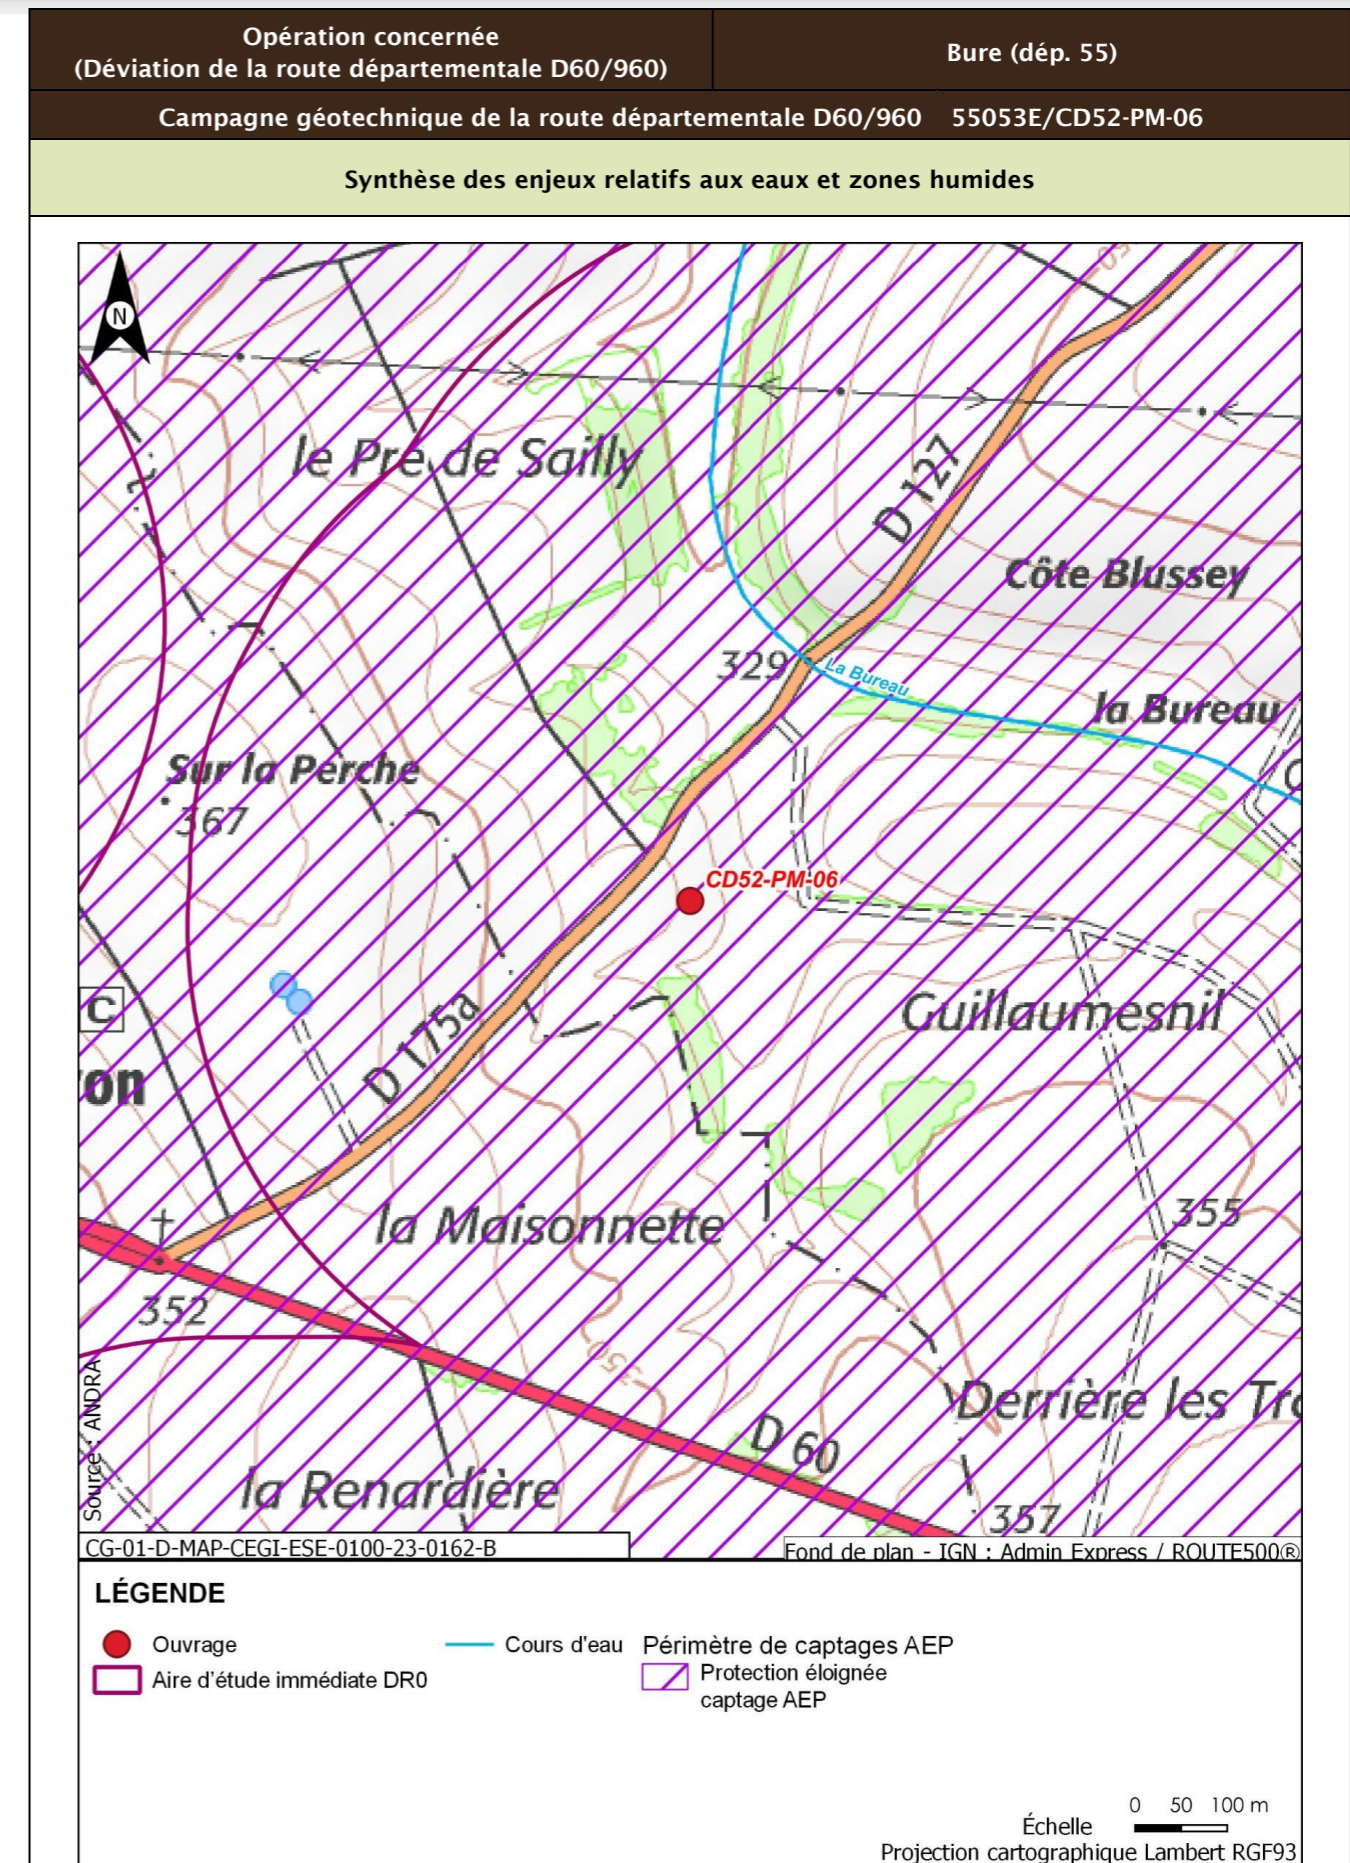 Opération concernée
(Déviation de la route départementale D60/960)
Bure (dép. 55)
Campagne géotechnique de la route départementale D60/960 55053E/CD52-PM-06
Synthèse des enjeux relatifs aux eaux et zones humides
N
50
le Pré de Sailly
D 127
Côte Blussey
329
La Bureau
la Bureau
Sur la Perche
367
CD52-PM-06
C
Guillaumesnil
D 175a
on
355
la Maisonnette
352
350
Derrière les Tro
D 60
la Renardière
357
Source : ANDRA
CG-01-D-MAP-CEGI-ESE-0100-23-0162-B
Fond de plan - IGN : Admin Express / ROUTE500®
LÉGENDE
Ouvrage
Cours d'eau
Périmètre de captages AEP
Aire d'étude immédiate DR0
Protection éloignée
captage AEP
0 50 100 m
Échelle
Projection cartographique Lambert RGF93